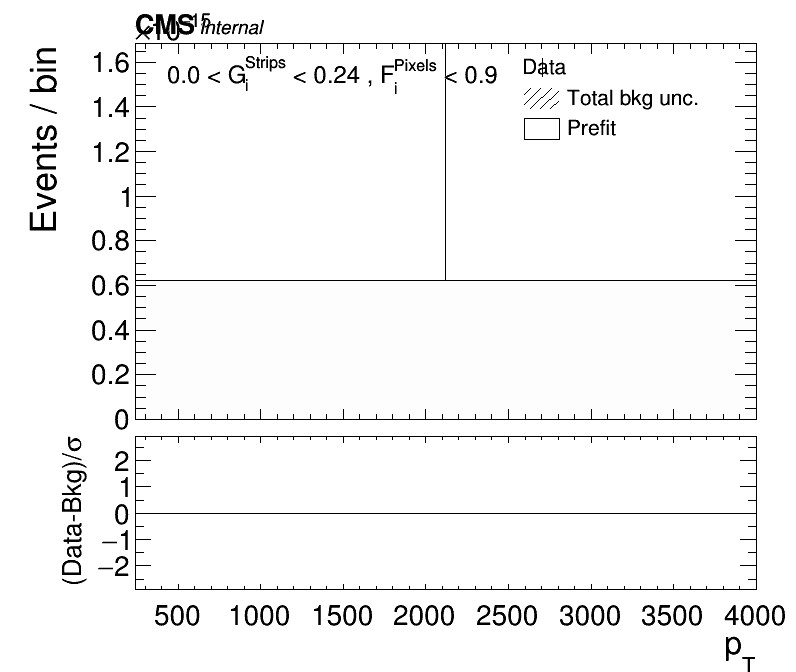 CMS Internal
×10^15
Events / bin
0.0 < G_i^Strips < 0.24 , F_i^Pixels < 0.9
Data
Total bkg unc.
Prefit
1.6
1.4
1.2
1
0.8
0.6
0.4
0.2
0
(Data-Bkg)/σ
2
1
0
−1
−2
500 1000 1500 2000 2500 3000 3500 4000
p_T